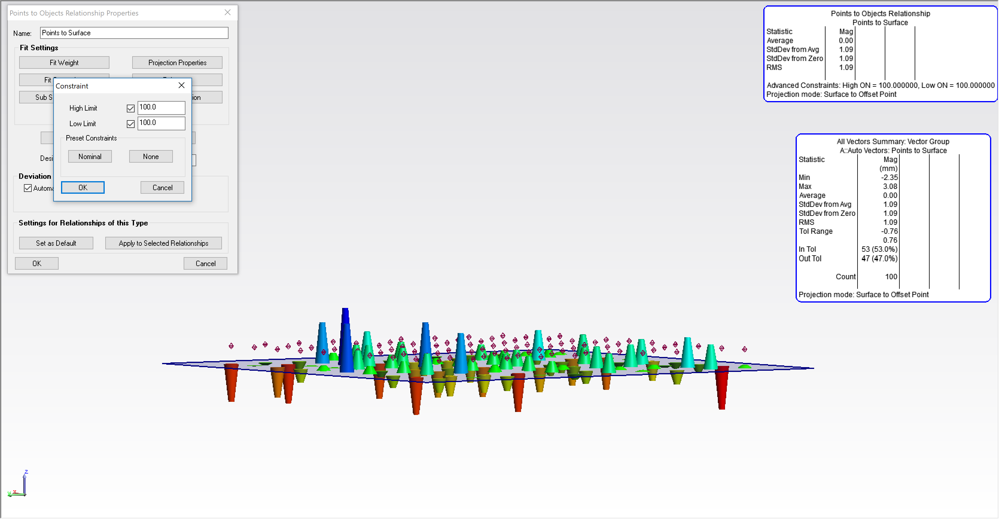 Points to Objects Relationship Properties
Name: Points to Surface
Fit Settings
Fit Weight Projection Properties
Fit
Sub S ion
Constraint
High Limit 100.0
Low Limit 100.0
Preset Constraints
Nominal None
OK Cancel
Desi
Deviation
Automa
Settings for Relationships of this Type
Set as Default Apply to Selected Relationships
OK Cancel
Points to Objects Relationship
Points to Surface
Statistic Mag
Average 0.00
StdDev from Avg 1.09
StdDev from Zero 1.09
RMS 1.09
Advanced Constraints: High ON = 100.000000, Low ON = 100.000000
Projection mode: Surface to Offset Point
All Vectors Summary: Vector Group
A::Auto Vectors: Points to Surface
Statistic Mag
(mm)
Min -2.35
Max 3.08
Average 0.00
StdDev from Avg 1.09
StdDev from Zero 1.09
RMS 1.09
Tol Range -0.76
0.76
In Tol 53 (53.0%)
Out Tol 47 (47.0%)
Count 100
Projection mode: Surface to Offset Point
Z
Y X